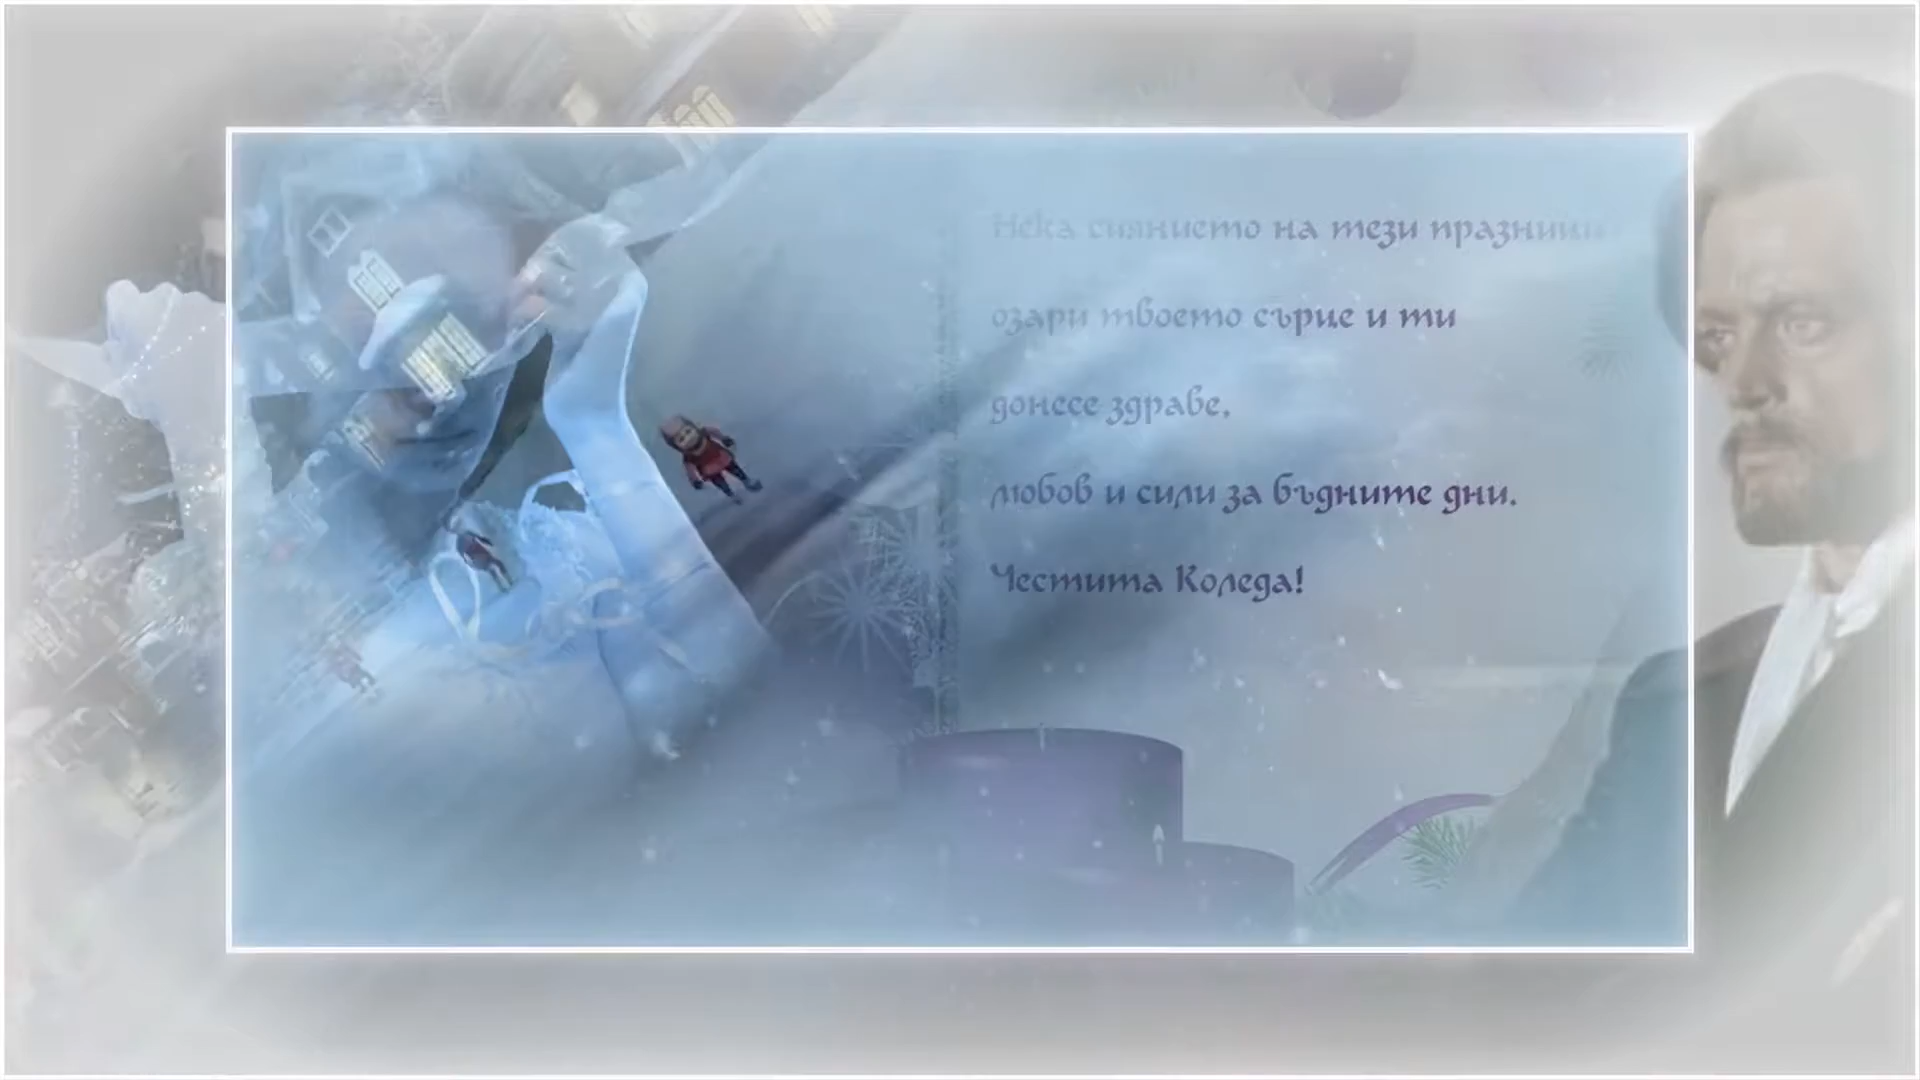 Нека сиянието на тези празници
озари твоето сърце и ти
донесе здраве,
любов и сили за бъдните дни.
Честита Коледа!